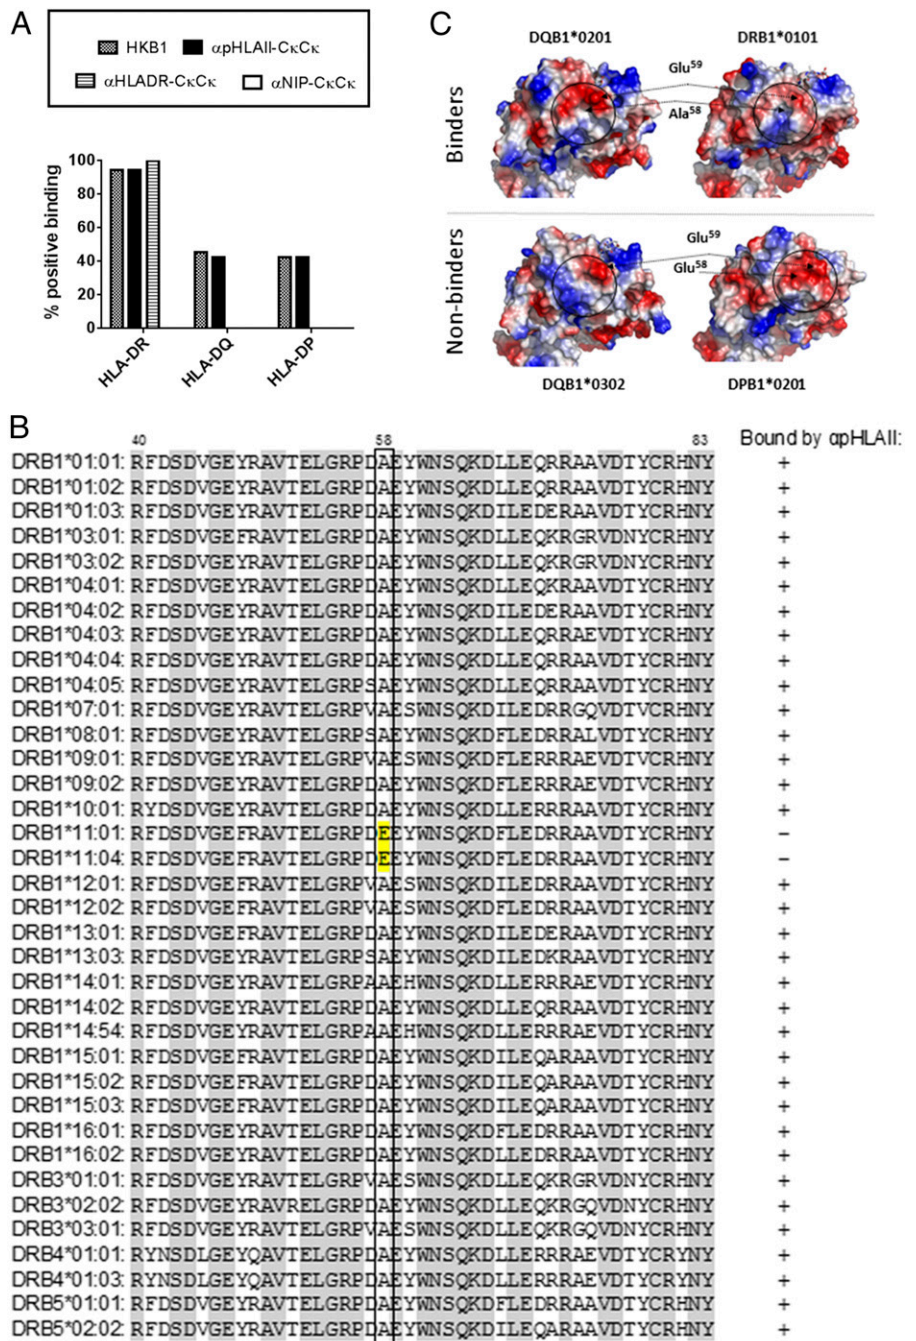 A
HKB1
αpHLAII-CκCκ
αHLADR-CκCκ
αNIP-CκCκ
% positive binding
100
80
60
40
20
0
HLA-DR
HLA-DQ
HLA-DP
C
DQB1*0201
DRB1*0101
Glu59
Ala58
Binders
Non-binders
Glu59
Glu58
DQB1*0302
DPB1*0201
B
40 58 83 Bound by αpHLAII:
DRB1*01:01: RFDSDVGEYRAVTELGRPDAEYWNSQKDLLEQRRAAVDTYCRHNY +
DRB1*01:02: RFDSDVGEYRAVTELGRPDAEYWNSQKDLLEQRRAAVDTYCRHNY +
DRB1*01:03: RFDSDVGEYRAVTELGRPDAEYWNSQKDILEDERAAVDTYCRHNY +
DRB1*03:01: RFDSDVGEFRAVTELGRPDAEYWNSQKDLLEQKRGRVDNYCRHNY +
DRB1*03:02: RFDSDVGEYRAVTELGRPDAEYWNSQKDLLEQKRGRVDNYCRHNY +
DRB1*04:01: RFDSDVGEYRAVTELGRPDAEYWNSQKDLLEQKRAAVDTYCRHNY +
DRB1*04:02: RFDSDVGEYRAVTELGRPDAEYWNSQKDILEDERAAVDTYCRHNY +
DRB1*04:03: RFDSDVGEYRAVTELGRPDAEYWNSQKDLLEQRRAEVDTYCRHNY +
DRB1*04:04: RFDSDVGEYRAVTELGRPDAEYWNSQKDLLEQRRAAVDTYCRHNY +
DRB1*04:05: RFDSDVGEYRAVTELGRPSAEYWNSQKDLLEQRRAAVDTYCRHNY +
DRB1*07:01: RFDSDVGEYRAVTELGRPVAESWNSQKDILEDRRGQVDTVCRHNY +
DRB1*08:01: RFDSDVGEYRAVTELGRPSAEYWNSQKDFLEDRRALVDTYCRHNY +
DRB1*09:01: RFDSDVGEYRAVTELGRPVAESWNSQKDFLERRRAEVDTVCRHNY +
DRB1*09:02: RFDSDVGEYRAVTELGRPDAEYWNSQKDFLERRRAEVDTVCRHNY +
DRB1*10:01: RYDSDVGEYRAVTELGRPDAEYWNSQKDLLERRRAAVDTYCRHNY +
DRB1*11:01: RFDSDVGEFRAVTELGRPDEEYWNSQKDFLEDRRAAVDTYCRHNY −
DRB1*11:04: RFDSDVGEFRAVTELGRPDEEYWNSQKDFLEDRRAAVDTYCRHNY −
DRB1*12:01: RFDSDVGEFRAVTELGRPVAESWNSQKDILEDRRAAVDTYCRHNY +
DRB1*12:02: RFDSDVGEFRAVTELGRPVAESWNSQKDFLEDRRAAVDTYCRHNY +
DRB1*13:01: RFDSDVGEFRAVTELGRPDAEYWNSQKDILEDERAAVDTYCRHNY +
DRB1*13:03: RFDSDVGEFRAVTELGRPSAEYWNSQKDILEDKRAAVDTYCRHNY +
DRB1*14:01: RFDSDVGEFRAVTELGRPAAEHWNSQKDLLERRRAEVDTYCRHNY +
DRB1*14:02: RFDSDVGEFRAVTELGRPDAEYWNSQKDLLEQRRAAVDTYCRHNY +
DRB1*14:54: RFDSDVGEFRAVTELGRPAAEHWNSQKDLLERRRAEVDTYCRHNY +
DRB1*15:01: RFDSDVGEFRAVTELGRPDAEYWNSQKDILEQARAAVDTYCRHNY +
DRB1*15:02: RFDSDVGEFRAVTELGRPDAEYWNSQKDILEQARAAVDTYCRHNY +
DRB1*15:03: RFDSDVGEFRAVTELGRPDAEYWNSQKDILEQARAAVDTYCRHNY +
DRB1*16:01: RFDSDVGEYRAVTELGRPDAEYWNSQKDFLEDRRAAVDTYCRHNY +
DRB1*16:02: RFDSDVGEYRAVTELGRPDAEYWNSQKDLLEDRRAAVDTYCRHNY +
DRB3*01:01: RFDSDVGEYRAVTELGRPVAESWNSQKDLLEQKRGRVDNYCRHNY +
DRB3*02:02: RFDSDVGEYRAVRELGRPDAEYWNSQKDLLEQKRGQVDNYCRHNY +
DRB3*03:01: RFDSDVGEYRAVTELGRPVAESWNSQKDLLEQKRGQVDNYCRHNY +
DRB4*01:01: RYNSDLGEYQAVTELGRPDAEYWNSQKDLLERRRAEVDTYCRYNY +
DRB4*01:03: RYNSDLGEYQAVTELGRPDAEYWNSQKDLLERRRAEVDTYCRYNY +
DRB5*01:01: RFDSDVGEYRAVTELGRPDAEYWNSQKDFLEDRRAAVDTYCRHNY +
DRB5*02:02: RFDSDVGEYRAVTELGRPDAEYWNSQKDILEQARAAVDTYCRHNY +